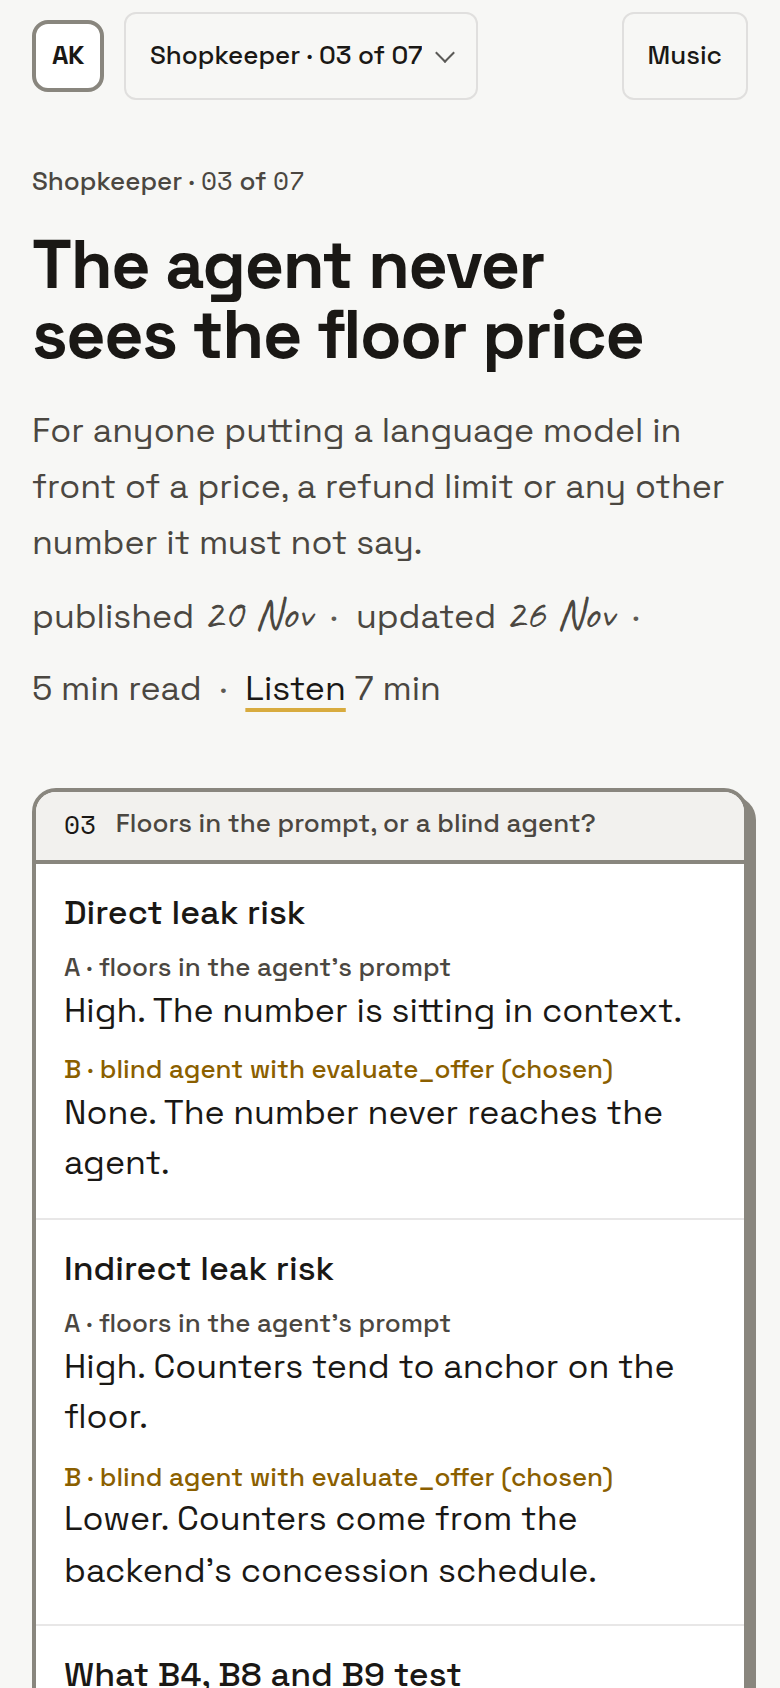 AK
Shopkeeper · 03 of 07
Music
Shopkeeper · 03 of 07
The agent never
sees the floor price
For anyone putting a language model in
front of a price, a refund limit or any other
number it must not say.
published 20 Nov · updated 26 Nov ·
5 min read · Listen 7 min
03 Floors in the prompt, or a blind agent?
Direct leak risk
A · floors in the agent’s prompt
High. The number is sitting in context.
B · blind agent with evaluate_offer (chosen)
None. The number never reaches the
agent.
Indirect leak risk
A · floors in the agent’s prompt
High. Counters tend to anchor on the
floor.
B · blind agent with evaluate_offer (chosen)
Lower. Counters come from the
backend’s concession schedule.
What B4, B8 and B9 test